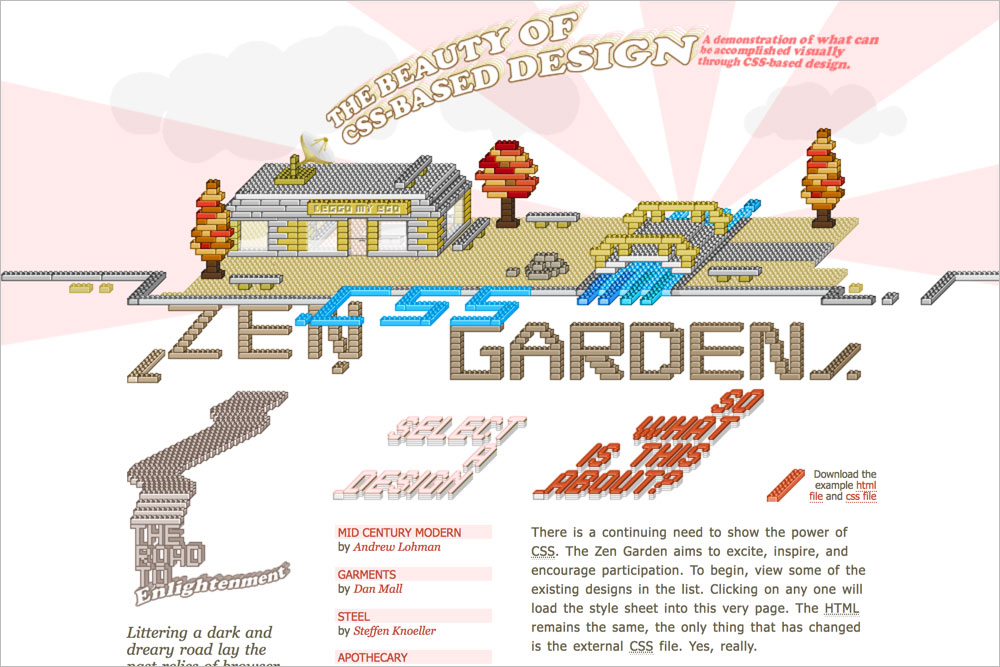 THE BEAUTY OF
CSS-BASED DESIGN
A demonstration of what can
be accomplished visually
through CSS-based design.
ZEN CSS
GARDEN
THE
ROAD
TO
Enlightenment
Littering a dark and
dreary road lay the
past relics of browser
SELECT
A
DESIGN
MID CENTURY MODERN
by Andrew Lohman
GARMENTS
by Dan Mall
STEEL
by Steffen Knoeller
APOTHECARY
SO
WHAT
IS THIS
ABOUT?
Download the
example html
file and css file
There is a continuing need to show the power of
CSS. The Zen Garden aims to excite, inspire, and
encourage participation. To begin, view some of the
existing designs in the list. Clicking on any one will
load the style sheet into this very page. The HTML
remains the same, the only thing that has changed
is the external CSS file. Yes, really.